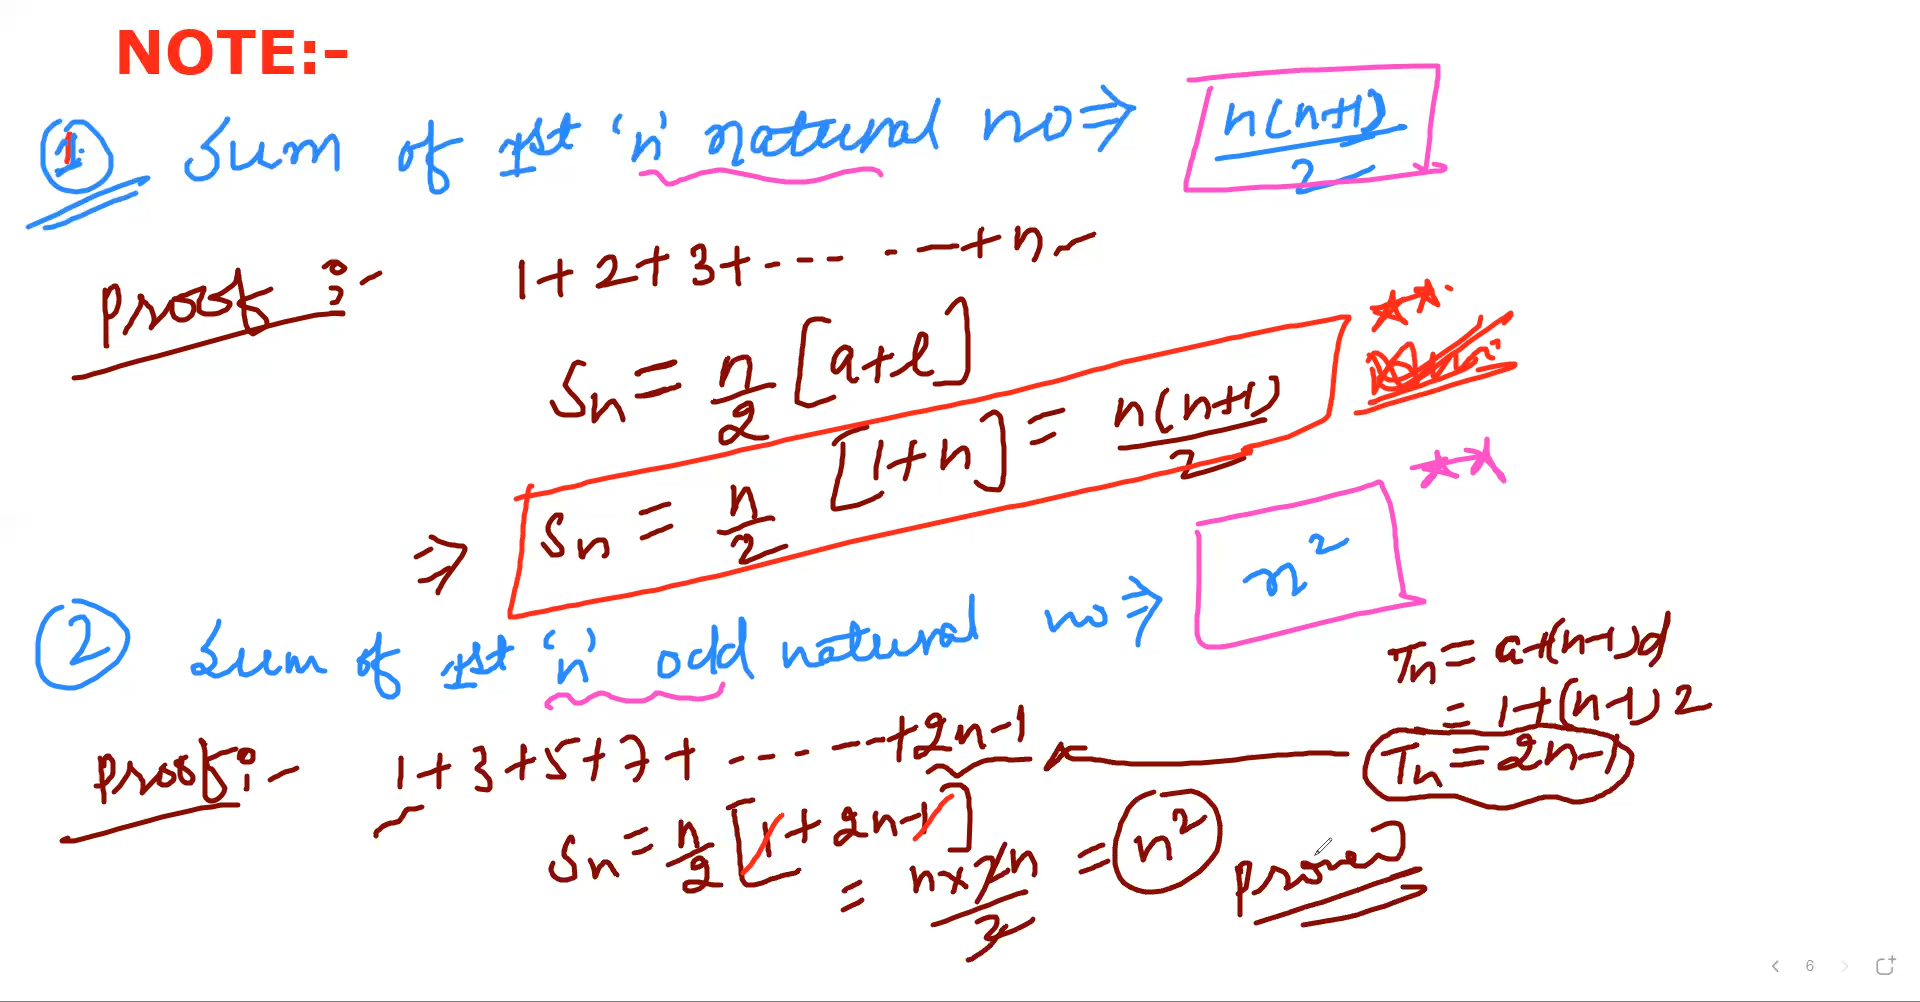 NOTE:-
① Sum of 1st 'n' natural no ⇒ n(n+1)/2
Proof :- 1+2+3+---- ---+n
Sn = n/2 [a+l]
⇒ Sn = n/2 [1+n] = n(n+1)/2
② Sum of 1st 'n' odd natural no ⇒ n²
Tn = a+(n-1)d
= 1+(n-1)2
Tn = 2n-1
Proof:- 1+3+5+7+ ---- ---+2n-1
Sn = n/2 [1+2n-1]
= n×2n/2 = n² Proved
6